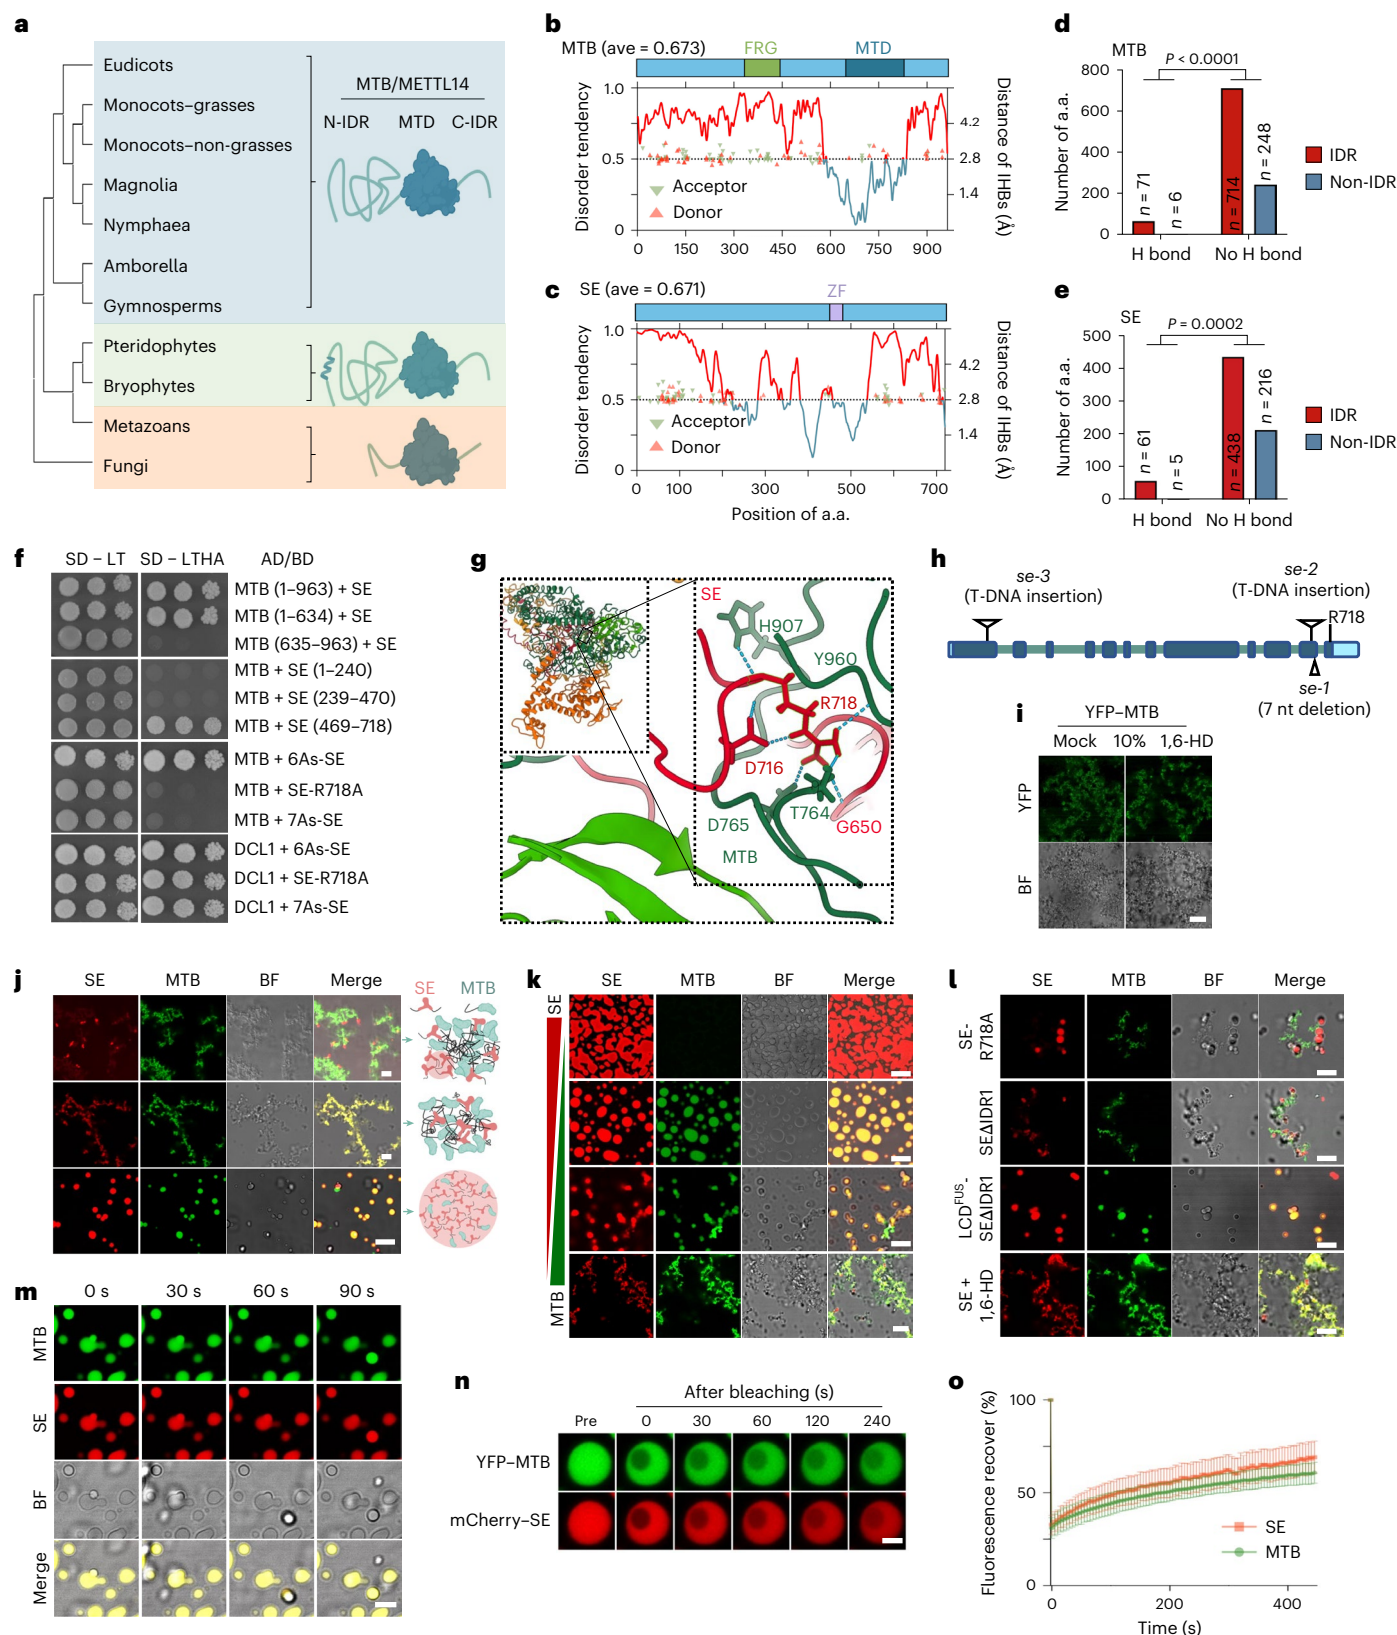 a
Eudicots
Monocots–grasses
Monocots–non-grasses
Magnolia
Nymphaea
Amborella
Gymnosperms
Pteridophytes
Bryophytes
Metazoans
Fungi
MTB/METTL14
N-IDR MTD C-IDR
b
MTB (ave = 0.673) FRG MTD
Disorder tendency
1.0
0.5
0
4.2
2.8
1.4
Distance of IHBs (Å)
Acceptor
Donor
0 150 300 450 600 750 900
c
SE (ave = 0.671) ZF
Disorder tendency
1.0
0.5
0
4.2
2.8
1.4
Distance of IHBs (Å)
Acceptor
Donor
0 100 300 500 700
Position of a.a.
d
MTB
P < 0.0001
Number of a.a.
800
600
400
200
0
n = 71
n = 6
n = 714
n = 248
H bond No H bond
IDR
Non-IDR
e
SE
P = 0.0002
Number of a.a.
500
400
300
200
100
0
n = 61
n = 5
n = 438
n = 216
H bond No H bond
IDR
Non-IDR
f
SD – LT SD – LTHA AD/BD
MTB (1–963) + SE
MTB (1–634) + SE
MTB (635–963) + SE
MTB + SE (1–240)
MTB + SE (239–470)
MTB + SE (469–718)
MTB + 6As-SE
MTB + SE-R718A
MTB + 7As-SE
DCL1 + 6As-SE
DCL1 + SE-R718A
DCL1 + 7As-SE
g
SE
H907
Y960
R718
D716
T764
D765
G650
MTB
h
se-3
(T-DNA insertion)
se-2
(T-DNA insertion)
R718
se-1
(7 nt deletion)
i
YFP–MTB
Mock 10% 1,6-HD
YFP
BF
j
SE MTB BF Merge
SE MTB
k
SE MTB BF Merge
SE
MTB
l
SE MTB BF Merge
SE-
R718A
SEΔIDR1
LCDFUS-
SEΔIDR1
SE +
1,6-HD
m
0 s 30 s 60 s 90 s
MTB
SE
BF
Merge
n
After bleaching (s)
Pre 0 30 60 120 240
YFP–MTB
mCherry–SE
o
Fluorescence recover (%)
100
50
0
SE
MTB
0 200 400
Time (s)